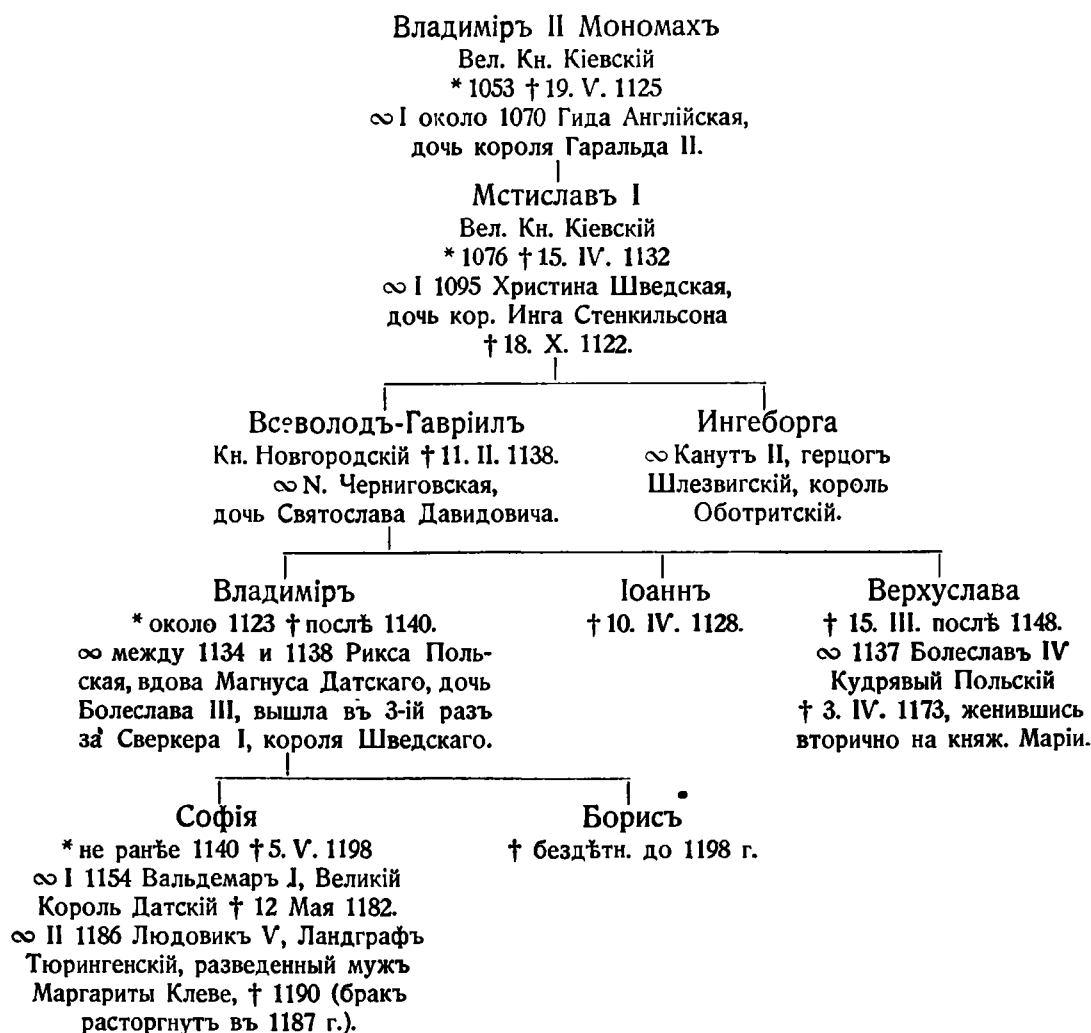 Владиміръ II Мономахъ
Вел. Кн. Кіевскій
* 1053 † 19. V. 1125
∞ I около 1070 Гида Англійская,
дочь короля Гаральда II.
Мстиславъ I
Вел. Кн. Кіевскій
* 1076 † 15. IV. 1132
∞ I 1095 Христина Шведская,
дочь кор. Инга Стенкильсона
† 18. X. 1122.
Всеволодъ-Гавріилъ
Кн. Новгородскій † 11. II. 1138.
∞ N. Черниговская,
дочь Святослава Давидовича.
Ингеборга
∞ Канутъ II, герцогъ
Шлезвигскій, король
Оботритскій.
Владиміръ
* около 1123 † послѣ 1140.
∞ между 1134 и 1138 Рикса Поль-
ская, вдова Магнуса Датскаго, дочь
Болеслава III, вышла въ 3-ій разъ
за Сверкера I, короля Шведскаго.
Іоаннъ
† 10. IV. 1128.
Верхуслава
† 15. III. послѣ 1148.
∞ 1137 Болеславъ IV
Кудрявый Польскій
† 3. IV. 1173, женившись
вторично на княж. Маріи.
Софія
* не ранѣе 1140 † 5. V. 1198
∞ I 1154 Вальдемаръ I, Великій
Король Датскій † 12 Мая 1182.
∞ II 1186 Людовикъ V, Ландграфъ
Тюрингенскій, разведенный мужъ
Маргариты Клеве, † 1190 (бракъ
расторгнутъ въ 1187 г.).
Борисъ
† бездѣтн. до 1198 г.